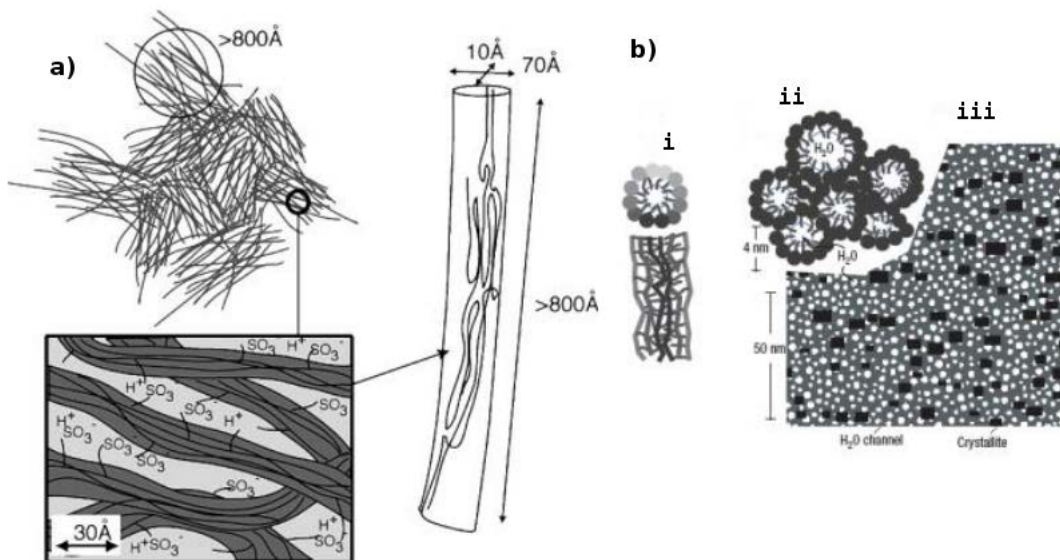 a)
>800Å
10Å
70Å
>800Å
SO₃⁻
H⁺
SO₃⁻
H⁺SO₃⁻
SO₃⁻
H⁺
SO₃⁻
H⁺
SO₃⁻
SO₃
SO₃
SO₃⁻
SO₃⁻
H⁺
SO₃⁻
H⁺SO₃⁻
30Å
b)
i
ii
iii
H₂O
4 nm
H₂O
50 nm
H₂O channel
Crystallite